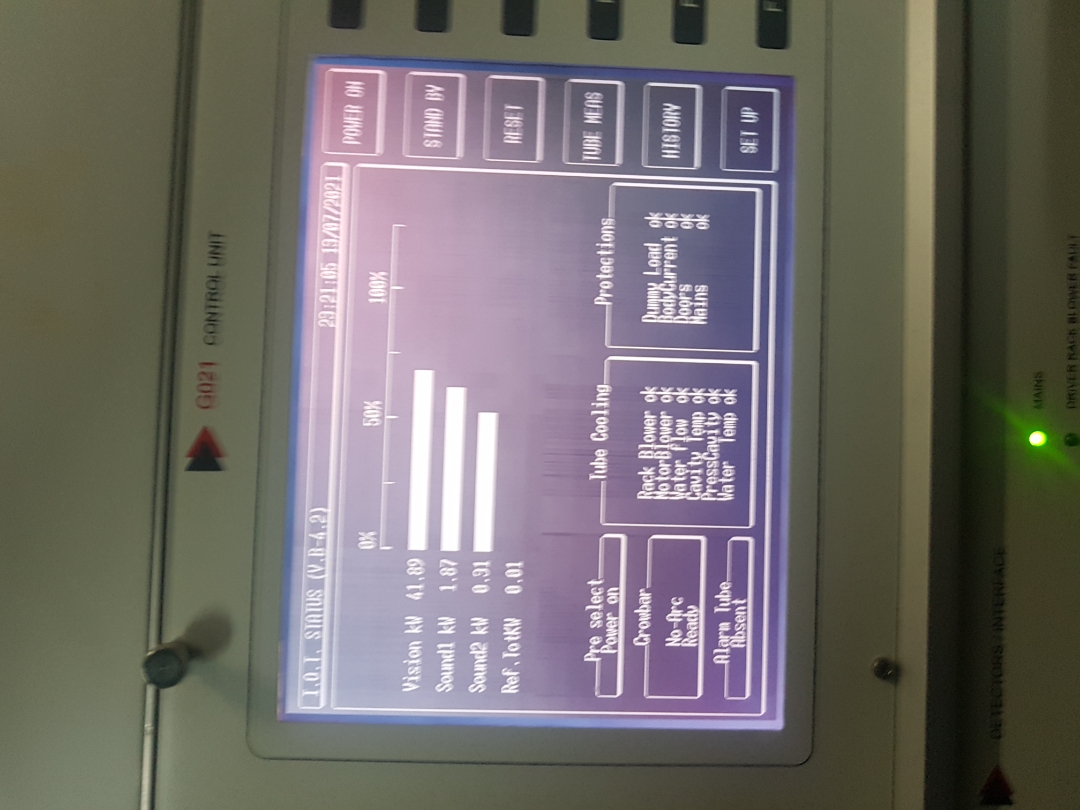 G021 CONTROL UNIT
I.O.T. STATUS (V.R-4.2) 23:21:05 19/07/2021
0% 50% 100%
Vision kW 41.89
Sound1 kW 1.87
Sound2 kW 0.91
Ref.TotKW 0.01
Pre select
Power on
Crowbar
No-Arc
Ready
Alarm Tube
Absent
Tube Cooling
Rack Blower ok
MotorBlower ok
Water flow ok
Cavity Temp ok
PressCavity ok
Water Temp ok
Protections
Dummy Load ok
BodyCurrent ok
Doors ok
Mains ok
POWER ON
STAND BY
RESET
TUBE MEAS
HISTORY
SET UP
DETECTORS / INTERFACE
MAINS
DRIVER RACK BLOWER FAULT